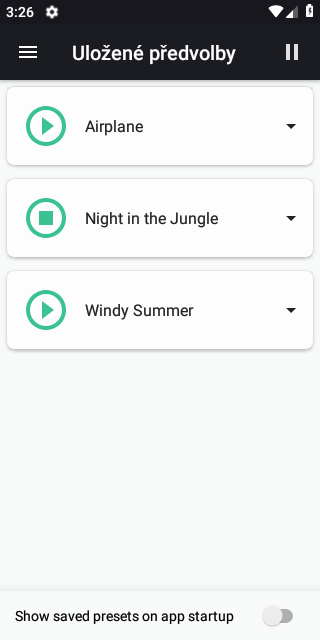 3:26
Uložené předvolby
Airplane
Night in the Jungle
Windy Summer
Show saved presets on app startup